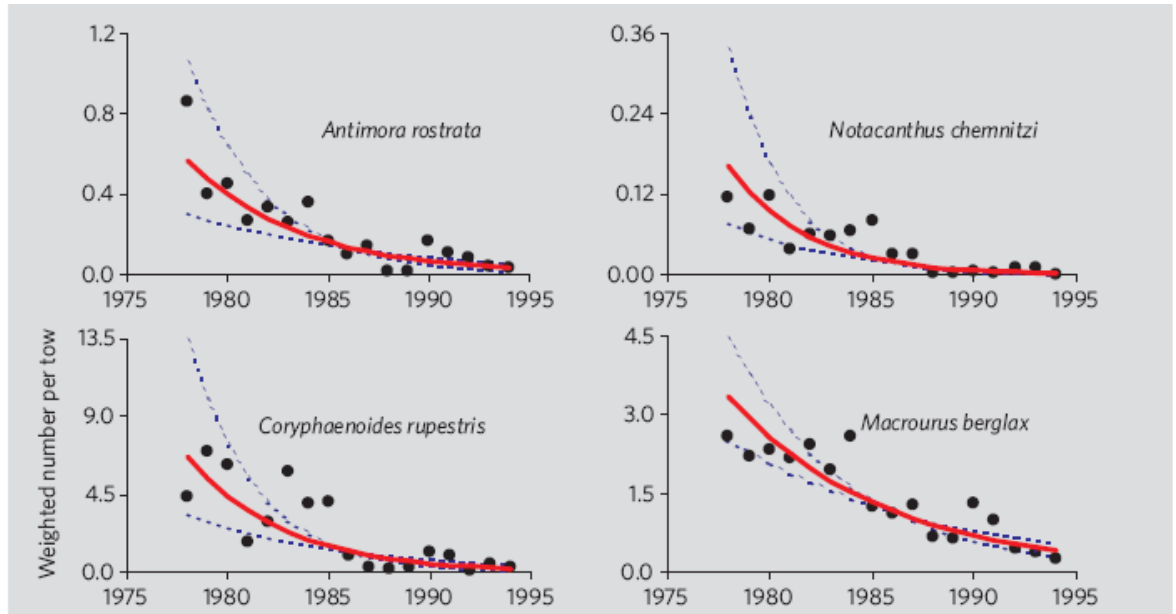 1.2
0.8
0.4
0.0
Antimora rostrata
1975 1980 1985 1990 1995
0.36
0.24
0.12
0.00
Notacanthus chemnitzi
1975 1980 1985 1990 1995
Weighted number per tow
13.5
9.0
4.5
0.0
Coryphaenoides rupestris
1975 1980 1985 1990 1995
4.5
3.0
1.5
0.0
Macrourus berglax
1975 1980 1985 1990 1995